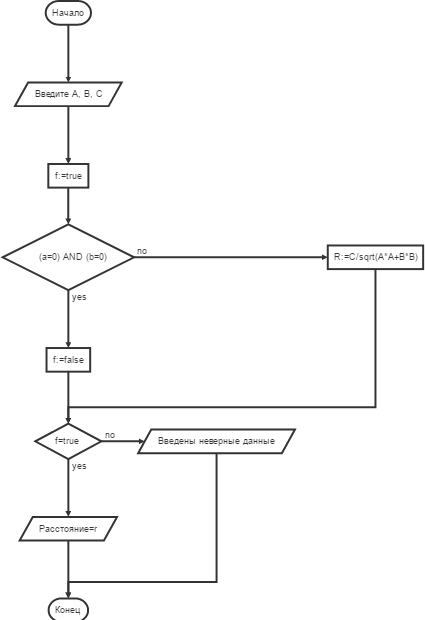 Начало
Введите A, B, C
f:=true
(a=0) AND (b=0)
no
R:=C/sqrt(A*A+B*B)
yes
f:=false
f=true
no
Введены неверные данные
yes
Расстояние=r
Конец